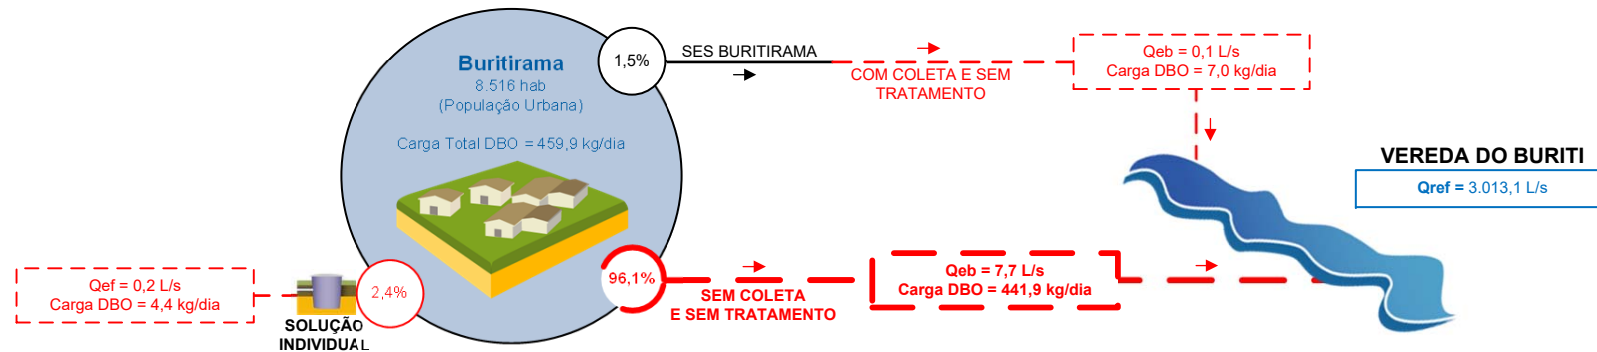 Buritirama
8.516 hab
(População Urbana)
Carga Total DBO = 459,9 kg/dia
1,5%
SES BURITIRAMA
COM COLETA E SEM
TRATAMENTO
Qeb = 0,1 L/s
Carga DBO = 7,0 kg/dia
VEREDA DO BURITI
Qref = 3.013,1 L/s
96,1%
SEM COLETA
E SEM TRATAMENTO
Qeb = 7,7 L/s
Carga DBO = 441,9 kg/dia
2,4%
SOLUÇÃO
INDIVIDUAL
Qef = 0,2 L/s
Carga DBO = 4,4 kg/dia